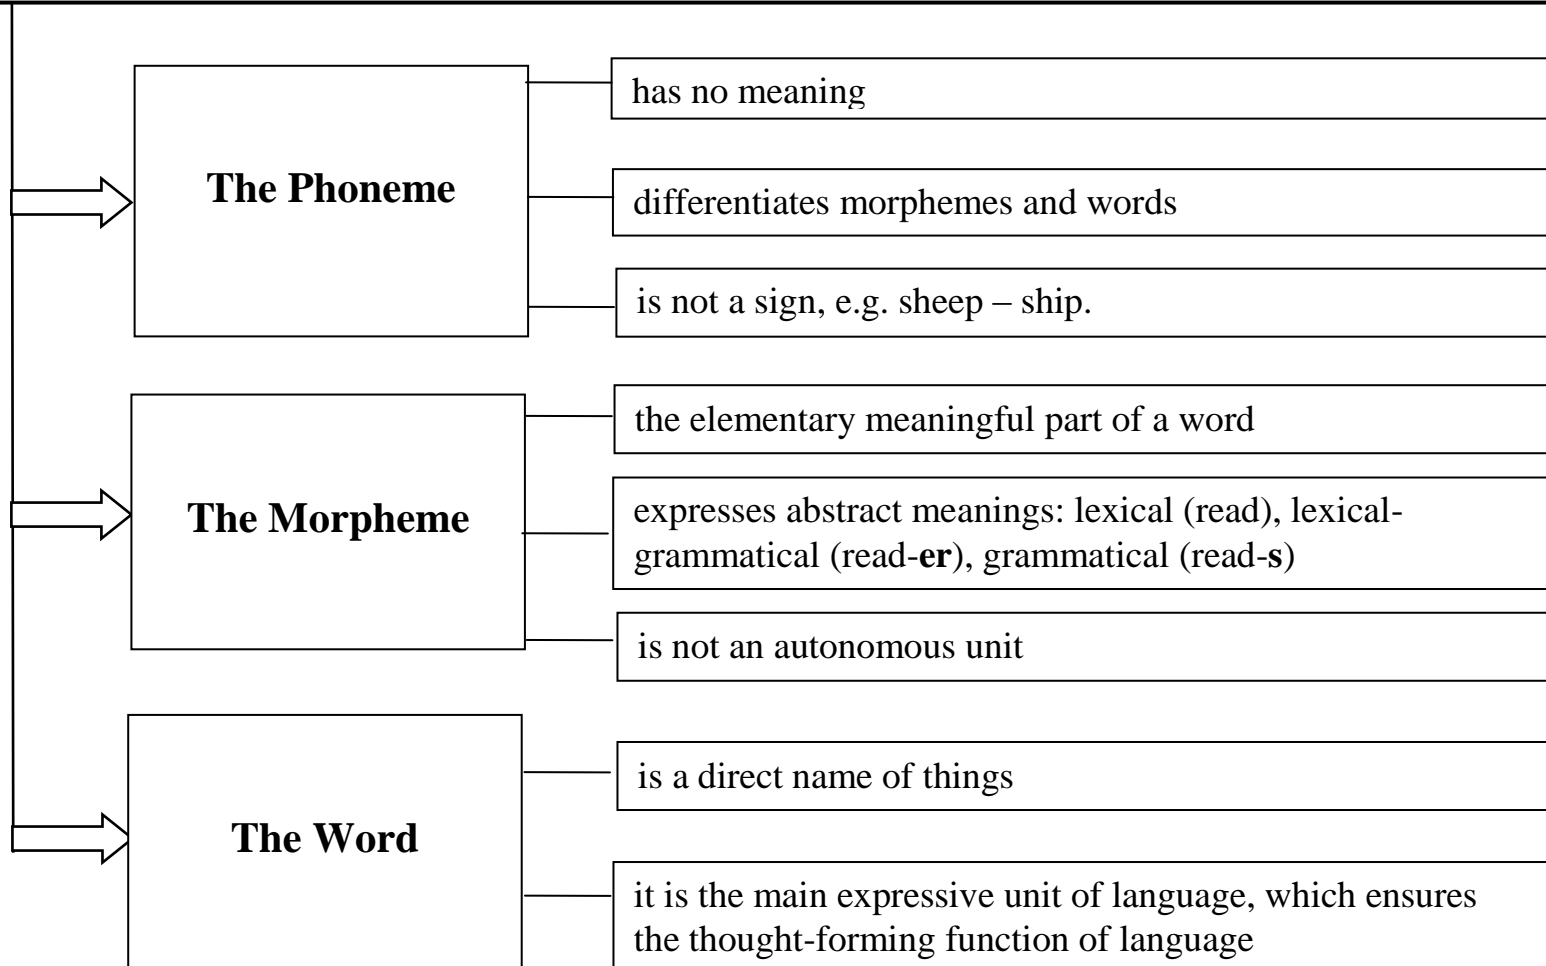 The Phoneme
has no meaning
differentiates morphemes and words
is not a sign, e.g. sheep – ship.
The Morpheme
the elementary meaningful part of a word
expresses abstract meanings: lexical (read), lexical-
grammatical (read-er), grammatical (read-s)
is not an autonomous unit
The Word
is a direct name of things
it is the main expressive unit of language, which ensures
the thought-forming function of language